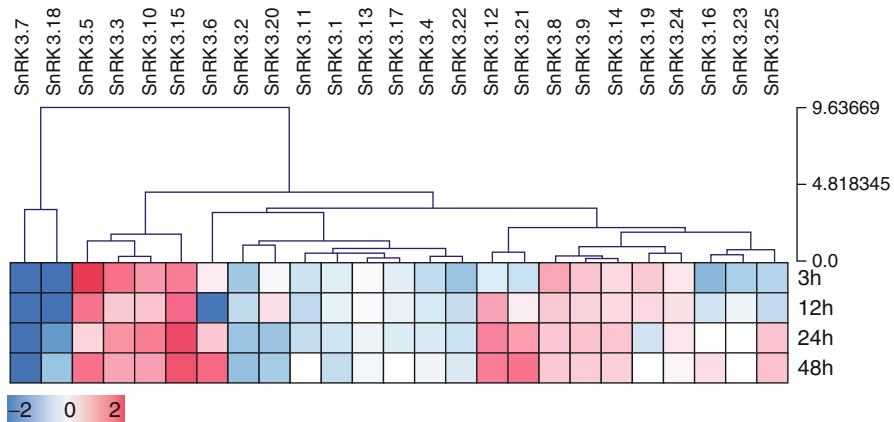 SnRK3.7
SnRK3.18
SnRK3.5
SnRK3.3
SnRK3.10
SnRK3.15
SnRK3.6
SnRK3.2
SnRK3.20
SnRK3.11
SnRK3.1
SnRK3.13
SnRK3.17
SnRK3.4
SnRK3.22
SnRK3.12
SnRK3.21
SnRK3.8
SnRK3.9
SnRK3.14
SnRK3.19
SnRK3.24
SnRK3.16
SnRK3.23
SnRK3.25
9.63669
4.818345
0.0
3h
12h
24h
48h
−2 0 2